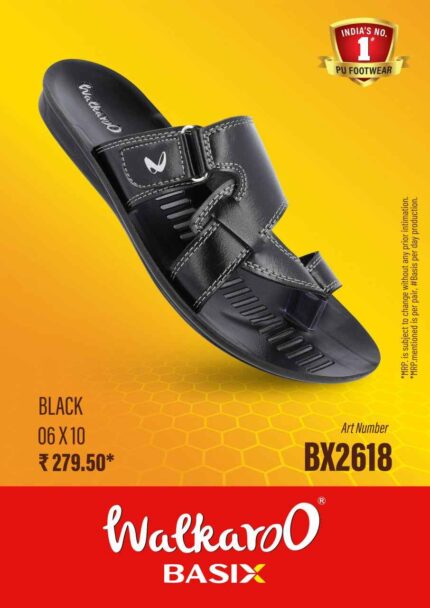 INDIA'S NO.
1*
PU FOOTWEAR
WalkarOO
*MRP. is subject to change without any prior intimation.
*MRP.mentioned is per pair. #Basis per day production.
BLACK
06 X 10
₹ 279.50*
Art Number
BX2618
WalkaroO®
BASIX